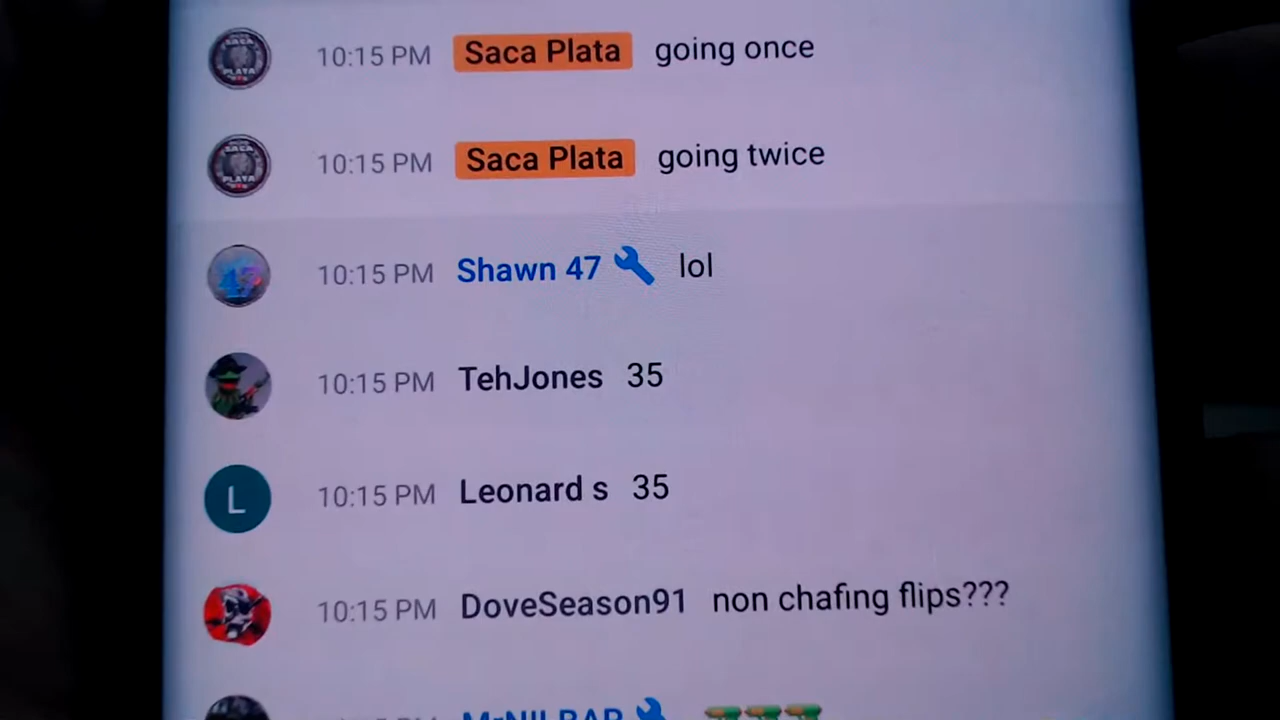 10:15 PM Saca Plata going once
10:15 PM Saca Plata going twice
10:15 PM Shawn 47 lol
10:15 PM TehJones 35
L 10:15 PM Leonard s 35
10:15 PM DoveSeason91 non chafing flips???